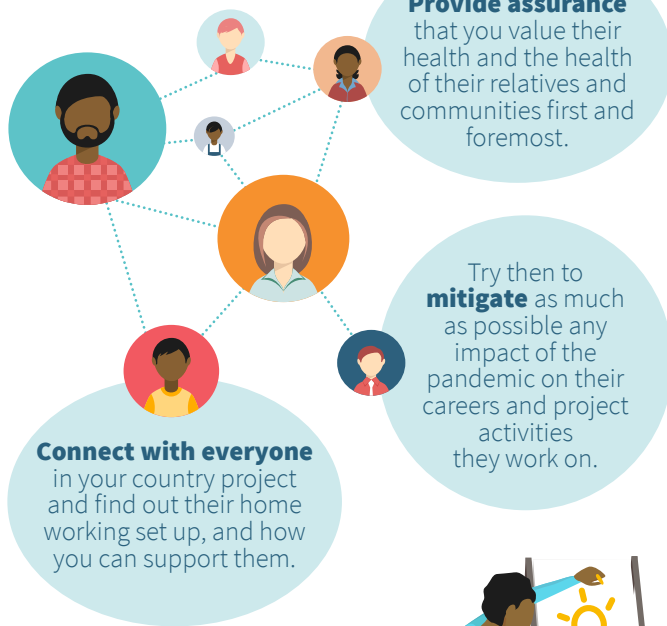 Provide assurance
that you value their
health and the health
of their relatives and
communities first and
foremost.
Try then to
mitigate as much
as possible any
impact of the
pandemic on their
careers and project
activities
they work on.
Connect with everyone
in your country project
and find out their home
working set up, and how
you can support them.